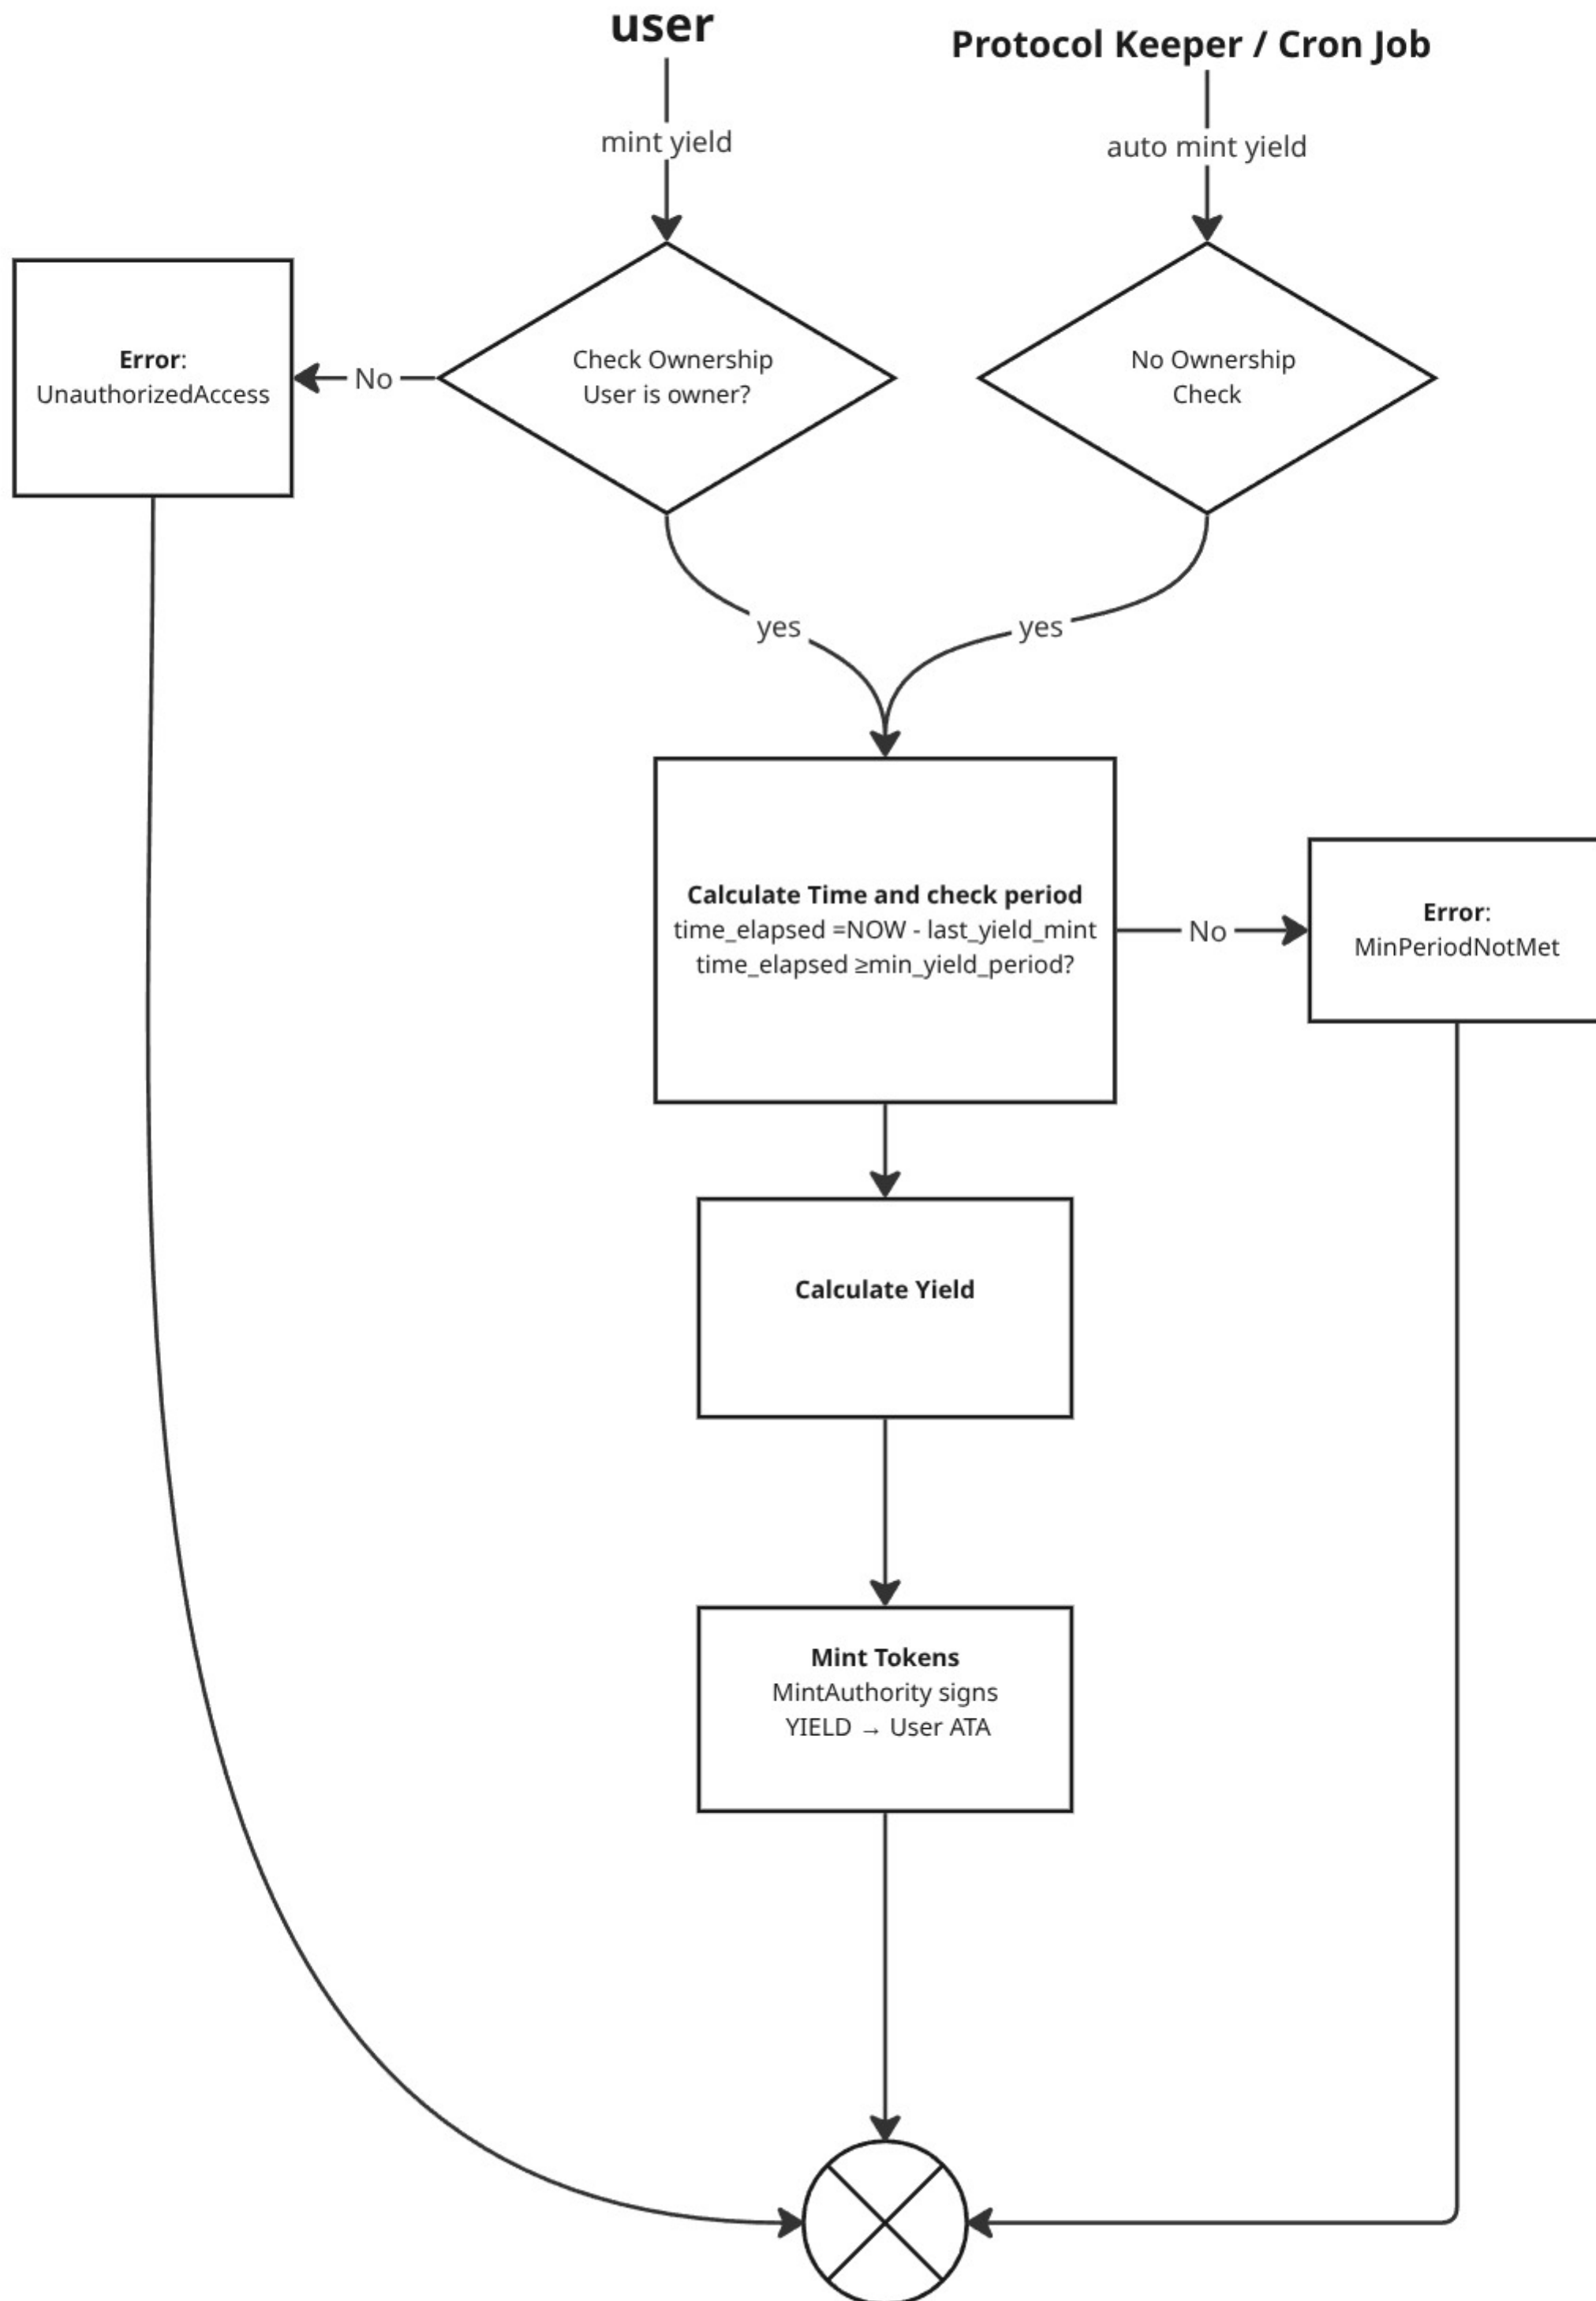 user
Protocol Keeper / Cron Job
mint yield
auto mint yield
Error:
UnauthorizedAccess
No
Check Ownership
User is owner?
No Ownership
Check
yes
yes
Calculate Time and check period
time_elapsed =NOW - last_yield_mint
time_elapsed ≥min_yield_period?
No
Error:
MinPeriodNotMet
Calculate Yield
Mint Tokens
MintAuthority signs
YIELD → User ATA